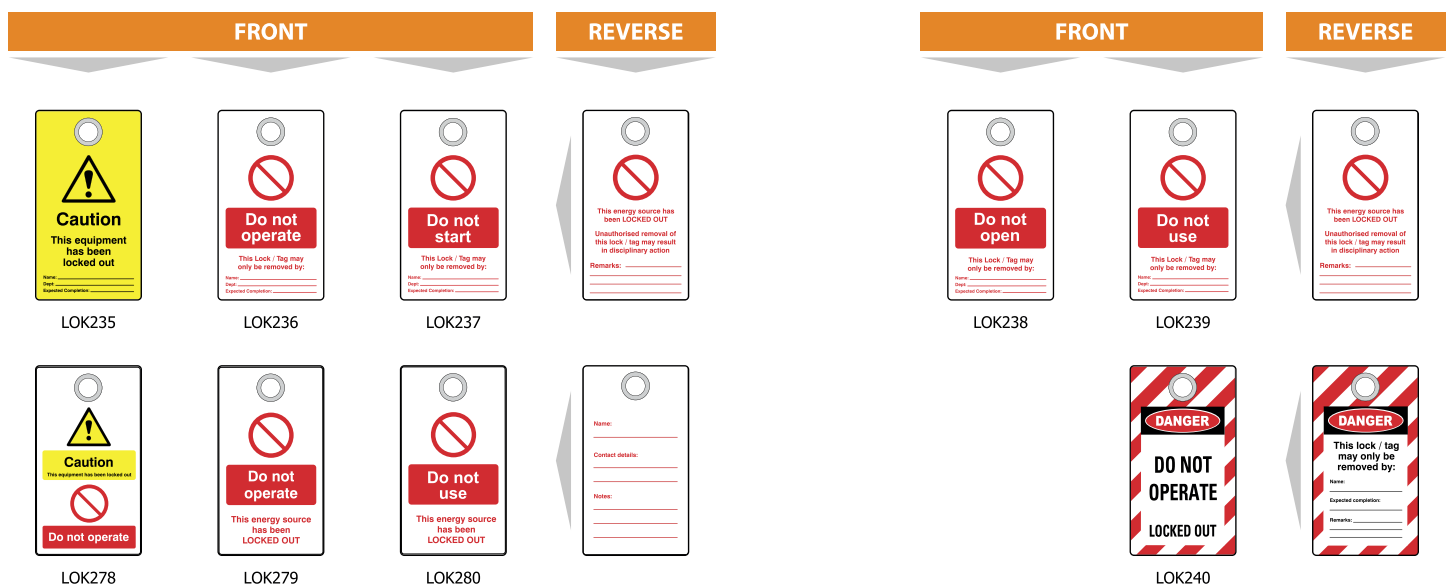 FRONT
REVERSE
FRONT
REVERSE
Caution
This equipment
has been
locked out
Name:
Dept:
Expected Completion:
LOK235
Do not
operate
This Lock / Tag may
only be removed by:
Name:
Dept:
Expected Completion:
LOK236
Do not
start
This Lock / Tag may
only be removed by:
Name:
Dept:
Expected Completion:
LOK237
This energy source has
been LOCKED OUT
Unauthorised removal of
this lock / tag may result
in disciplinary action
Remarks:
Do not
open
This Lock / Tag may
only be removed by:
Name:
Dept:
Expected Completion:
LOK238
Do not
use
This Lock / Tag may
only be removed by:
Name:
Dept:
Expected Completion:
LOK239
This energy source has
been LOCKED OUT
Unauthorised removal of
this lock / tag may result
in disciplinary action
Remarks:
Caution
This equipment has been locked out
Do not operate
LOK278
Do not
operate
This energy source
has been
LOCKED OUT
LOK279
Do not
use
This energy source
has been
LOCKED OUT
LOK280
Name:
Contact details:
Notes:
DANGER
DO NOT
OPERATE
LOCKED OUT
LOK240
DANGER
This lock / tag
may only be
removed by:
Name:
Expected completion:
Remarks: